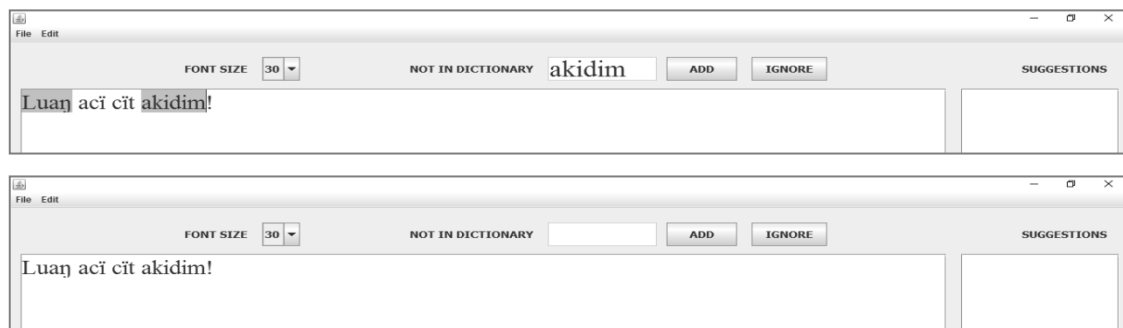 File Edit
FONT SIZE 30 NOT IN DICTIONARY akidim ADD IGNORE SUGGESTIONS
Luaŋ acï cït akidim!
File Edit
FONT SIZE 30 NOT IN DICTIONARY ADD IGNORE SUGGESTIONS
Luaŋ acï cït akidim!